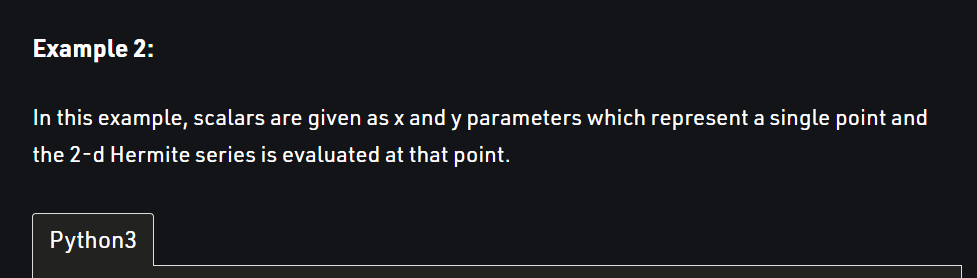 Example 2:
In this example, scalars are given as x and y parameters which represent a single point and
the 2-d Hermite series is evaluated at that point.
Python3